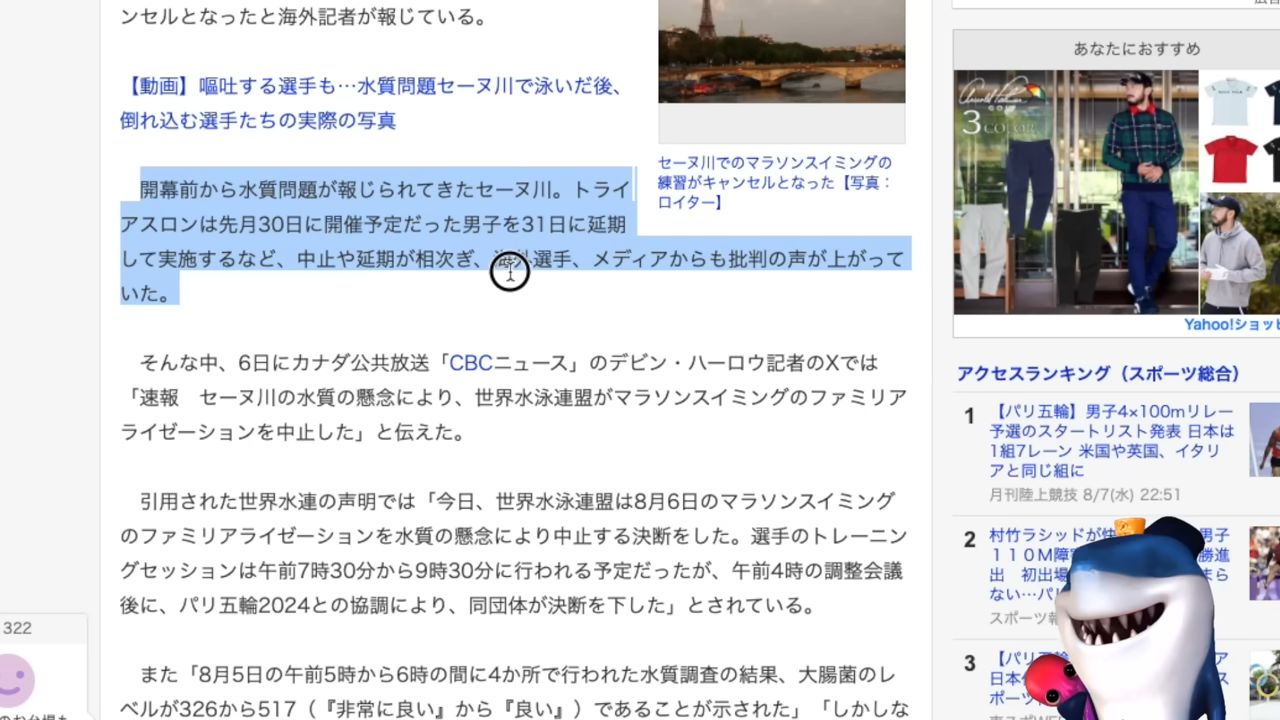 ンセルとなったと海外記者が報じている。
【動画】嘔吐する選手も…水質問題セーヌ川で泳いだ後、
倒れ込む選手たちの実際の写真
セーヌ川でのマラソンスイミングの
練習がキャンセルとなった【写真：
ロイター】
開幕前から水質問題が報じられてきたセーヌ川。トライ
アスロンは先月30日に開催予定だった男子を31日に延期
して実施するなど、中止や延期が相次ぎ、海外選手、メディアからも批判の声が上がって
いた。
そんな中、6日にカナダ公共放送「CBCニュース」のデビン・ハーロウ記者のXでは
「速報　セーヌ川の水質の懸念により、世界水泳連盟がマラソンスイミングのファミリア
ライゼーションを中止した」と伝えた。
引用された世界水連の声明では「今日、世界水泳連盟は8月6日のマラソンスイミング
のファミリアライゼーションを水質の懸念により中止する決断をした。選手のトレーニン
グセッションは午前7時30分から9時30分に行われる予定だったが、午前4時の調整会議
後に、パリ五輪2024との協調により、同団体が決断を下した」とされている。
また「8月5日の午前5時から6時の間に4か所で行われた水質調査の結果、大腸菌のレ
ベルが326から517（『非常に良い』から『良い』）であることが示された」「しかしな
322
あなたにおすすめ
Arnold Palmer
3 COLOR
Yahoo!ショッピ
アクセスランキング（スポーツ総合）
1
【パリ五輪】男子4×100mリレー
予選のスタートリスト発表 日本は
1組7レーン 米国や英国、イタリ
アと同じ組に
月刊陸上競技 8/7(水) 22:51
2
村竹ラシッドが 男子
１１０Ｍ障 勝進
出　初出場 まら
ない…パリ
スポーツ報
3
【パリ ア
日本 ス
スポーツ